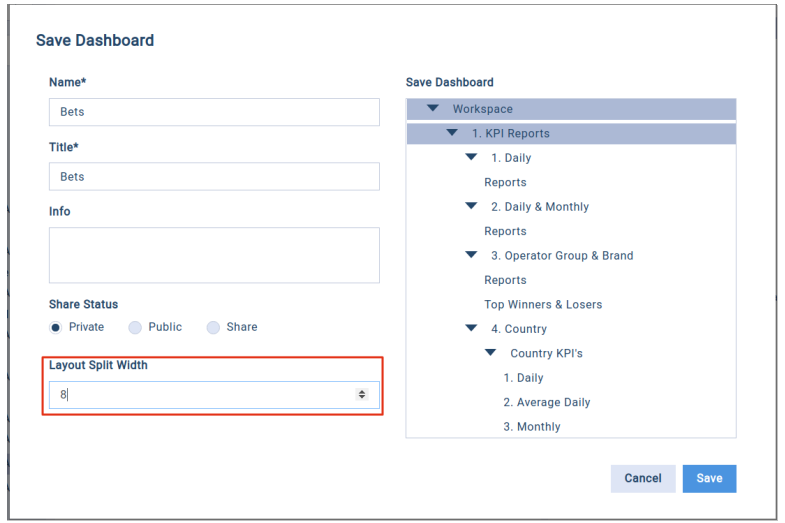 Save Dashboard
Name*
Bets
Title*
Bets
Info
Share Status
Private
Public
Share
Layout Split Width
8
Save Dashboard
Workspace
1. KPI Reports
1. Daily
Reports
2. Daily & Monthly
Reports
3. Operator Group & Brand
Reports
Top Winners & Losers
4. Country
Country KPI's
1. Daily
2. Average Daily
3. Monthly
Cancel
Save